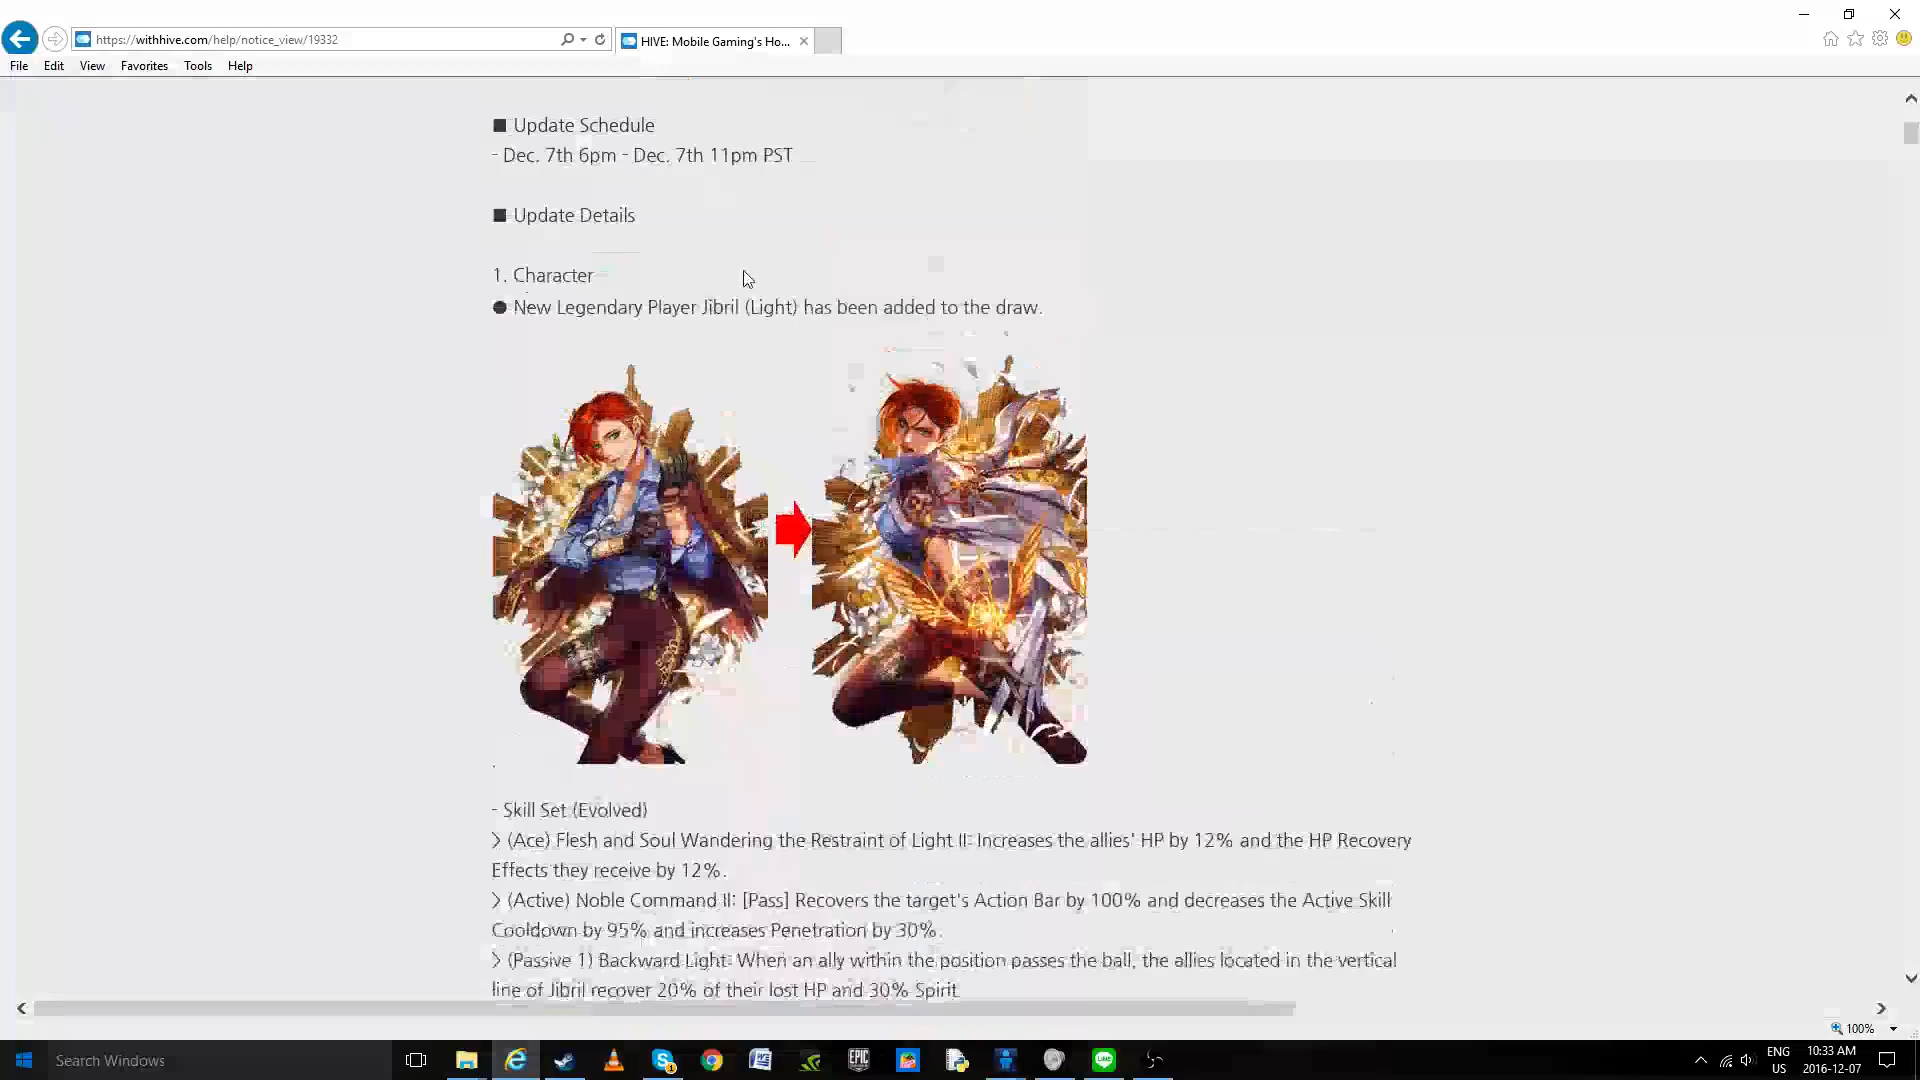 https://withhive.com/help/notice_view/19332
HIVE: Mobile Gaming's Ho...
File Edit View Favorites Tools Help
■ Update Schedule
- Dec. 7th 6pm - Dec. 7th 11pm PST
■ Update Details
1. Character
● New Legendary Player Jibril (Light) has been added to the draw.
- Skill Set (Evolved)
> (Ace) Flesh and Soul Wandering the Restraint of Light II: Increases the allies' HP by 12% and the HP Recovery
Effects they receive by 12%.
> (Active) Noble Command II: [Pass] Recovers the target's Action Bar by 100% and decreases the Active Skill
Cooldown by 95% and increases Penetration by 30%.
> (Passive 1) Backward Light: When an ally within the position passes the ball, the allies located in the vertical
line of Jibril recover 20% of their lost HP and 30% Spirit.
100%
Search Windows
EPIC
LINE
ENG
US
10:33 AM
2016-12-07